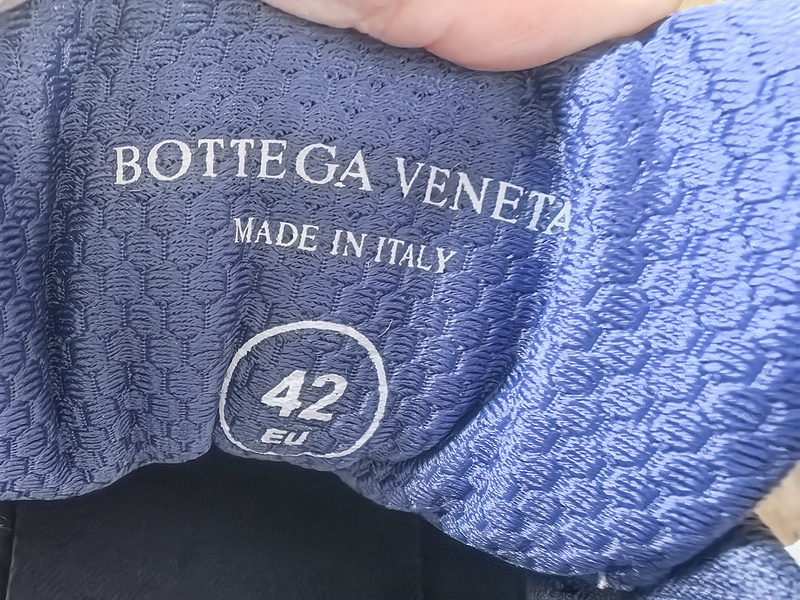 BOTTEGA VENETA
MADE IN ITALY
42
EU